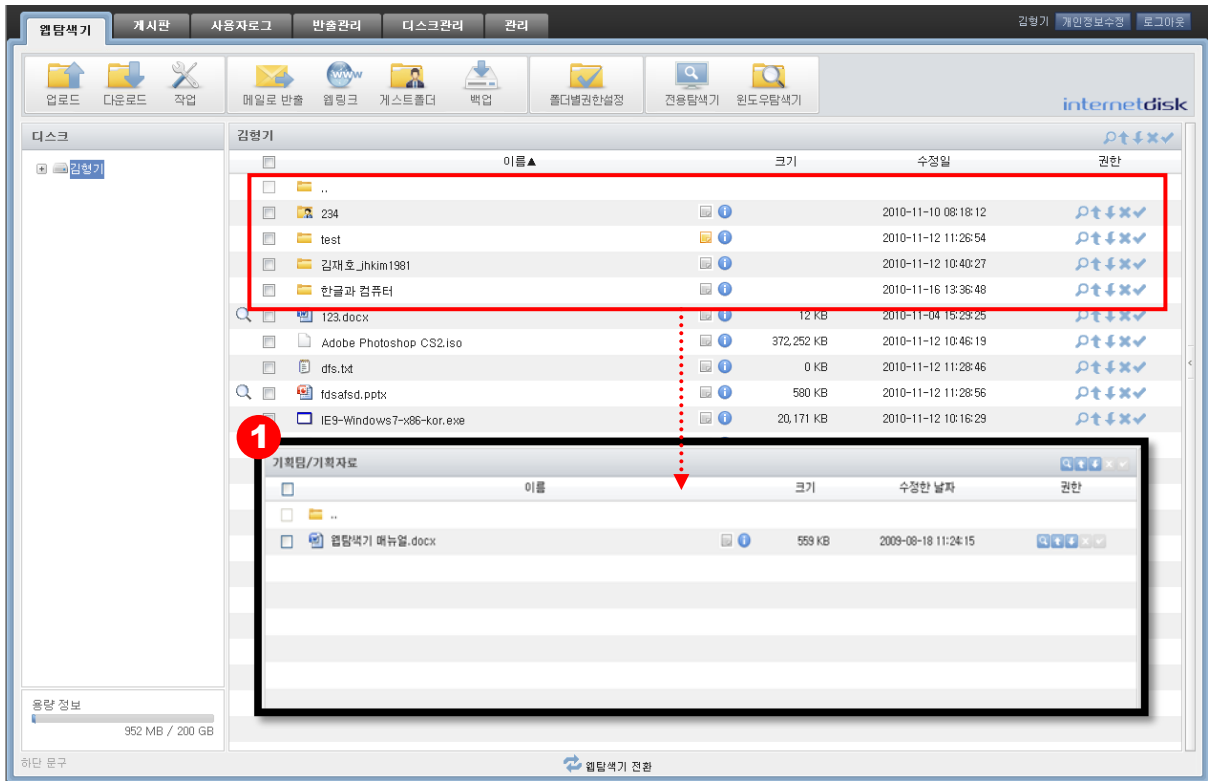 웹탐색기 게시판 사용자로그 반출관리 디스크관리 관리 김형기 개인정보수정 로그아웃
업로드 다운로드 작업 메일로 반출 웹링크 게스트폴더 백업 폴더별권한설정 전용탐색기 윈도우탐색기
internetdisk
디스크 김형기
김형기
이름▲ 크기 수정일 권한
..
234 2010-11-10 08:18:12
test 2010-11-12 11:26:54
김재호_jhkim1981 2010-11-12 10:40:27
한글과 컴퓨터 2010-11-16 13:36:48
123.docx 12 KB 2010-11-04 15:29:25
Adobe Photoshop CS2.iso 372,252 KB 2010-11-12 10:46:19
dfs.txt 0 KB 2010-11-12 11:28:46
fdsafsd.pptx 580 KB 2010-11-12 11:28:56
IE9-Windows7-x86-kor.exe 20,171 KB 2010-11-12 10:16:29
1
기획팀/기획자료
이름 크기 수정한 날짜 권한
..
웹탐색기 매뉴얼.docx 559 KB 2009-08-18 11:24:15
용량 정보
952 MB / 200 GB
하단 문구 웹탐색기 전환